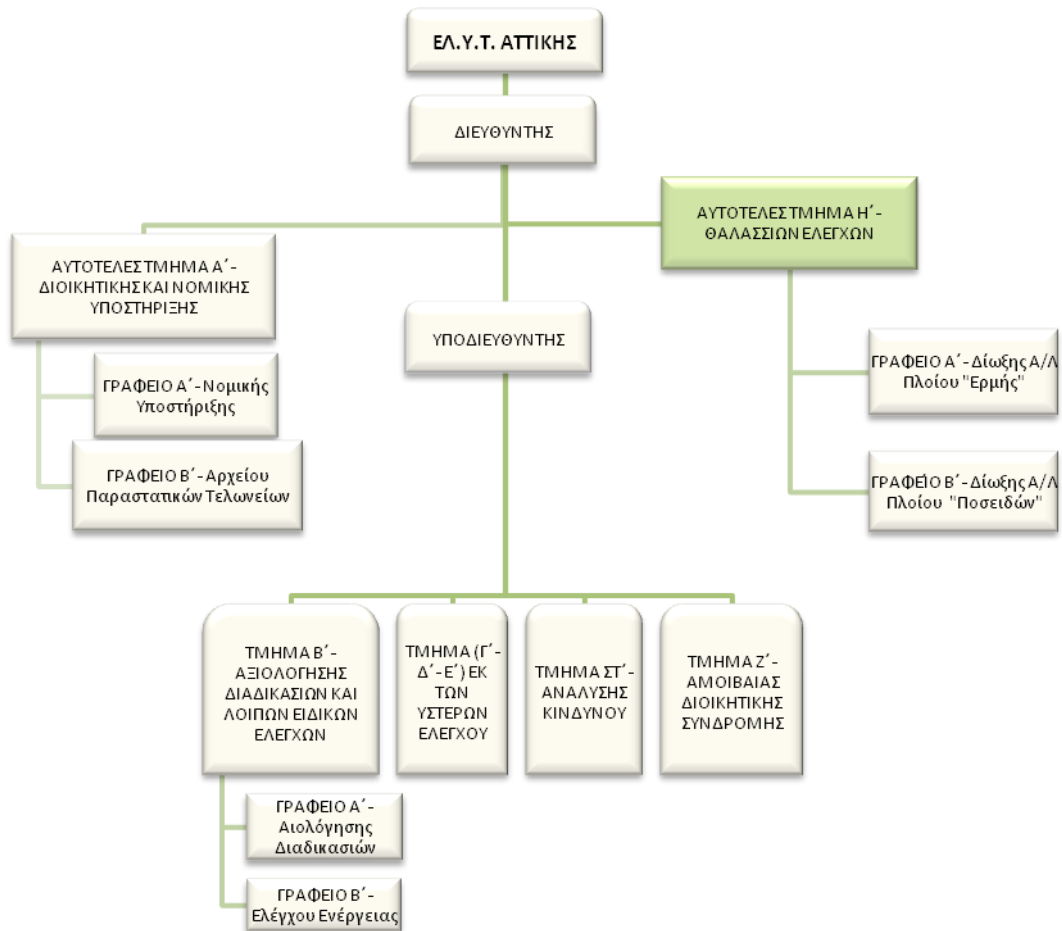 ΕΛ.Υ.Τ. ΑΤΤΙΚΗΣ
ΔΙΕΥΘΥΝΤΗΣ
ΑΥΤΟΤΕΛΕΣ ΤΜΗΜΑ Η΄-
ΘΑΛΑΣΣΙΩΝ ΕΛΕΓΧΩΝ
ΑΥΤΟΤΕΛΕΣ ΤΜΗΜΑ Α΄-
ΔΙΟΙΚΗΤΙΚΗΣ ΚΑΙ ΝΟΜΙΚΗΣ
ΥΠΟΣΤΗΡΙΞΗΣ
ΥΠΟΔΙΕΥΘΥΝΤΗΣ
ΓΡΑΦΕΙΟ Α΄- Νομικής
Υποστήριξης
ΓΡΑΦΕΙΟ Β΄- Αρχείου
Παραστατικών Τελωνείων
ΓΡΑΦΕΙΟ Α΄- Δίωξης Α/Λ
Πλοίου "Ερμής"
ΓΡΑΦΕΙΌ Β΄- Δίωξης Α/Λ
Πλοίου "Ποσειδών"
ΤΜΗΜΑ Β΄-
ΑΞΙΟΛΟΓΗΣΗΣ
ΔΙΑΔΙΚΑΣΙΩΝ ΚΑΙ
ΛΟΙΠΩΝ ΕΙΔΙΚΩΝ
ΕΛΕΓΧΩΝ
ΤΜΗΜΑ (Γ΄-
Δ΄- Ε΄) ΕΚ
ΤΩΝ
ΥΣΤΕΡΩΝ
ΕΛΕΓΧΟΥ
ΤΜΗΜΑ ΣΤ΄-
ΑΝΑΛΥΣΗΣ
ΚΙΝΔΥΝΟΥ
ΤΜΗΜΑ Ζ΄-
ΑΜΟΙΒΑΙΑΣ
ΔΙΟΙΚΗΤΙΚΗΣ
ΣΥΝΔΡΟΜΗΣ
ΓΡΑΦΕΙΟ Α΄-
Αιολόγησης
Διαδικασιών
ΓΡΑΦΕΙΟ Β΄-
Ελέγχου Ενέργειας